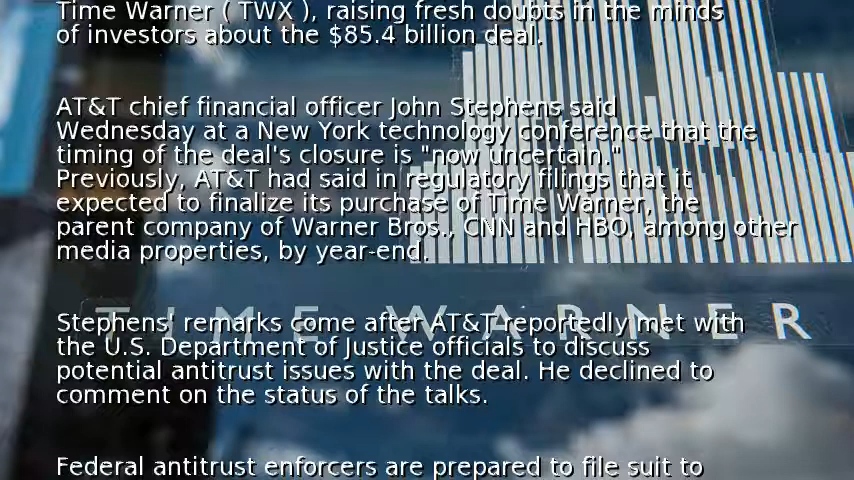 Time Warner ( TWX ), raising fresh doubts in the minds
of investors about the $85.4 billion deal.
AT&T chief financial officer John Stephens said
Wednesday at a New York technology conference that the
timing of the deal's closure is "now uncertain."
Previously, AT&T had said in regulatory filings that it
expected to finalize its purchase of Time Warner, the
parent company of Warner Bros., CNN and HBO, among other
media properties, by year-end.
TIME WARNER
Stephens' remarks come after AT&T reportedly met with
the U.S. Department of Justice officials to discuss
potential antitrust issues with the deal. He declined to
comment on the status of the talks.
Federal antitrust enforcers are prepared to file suit to